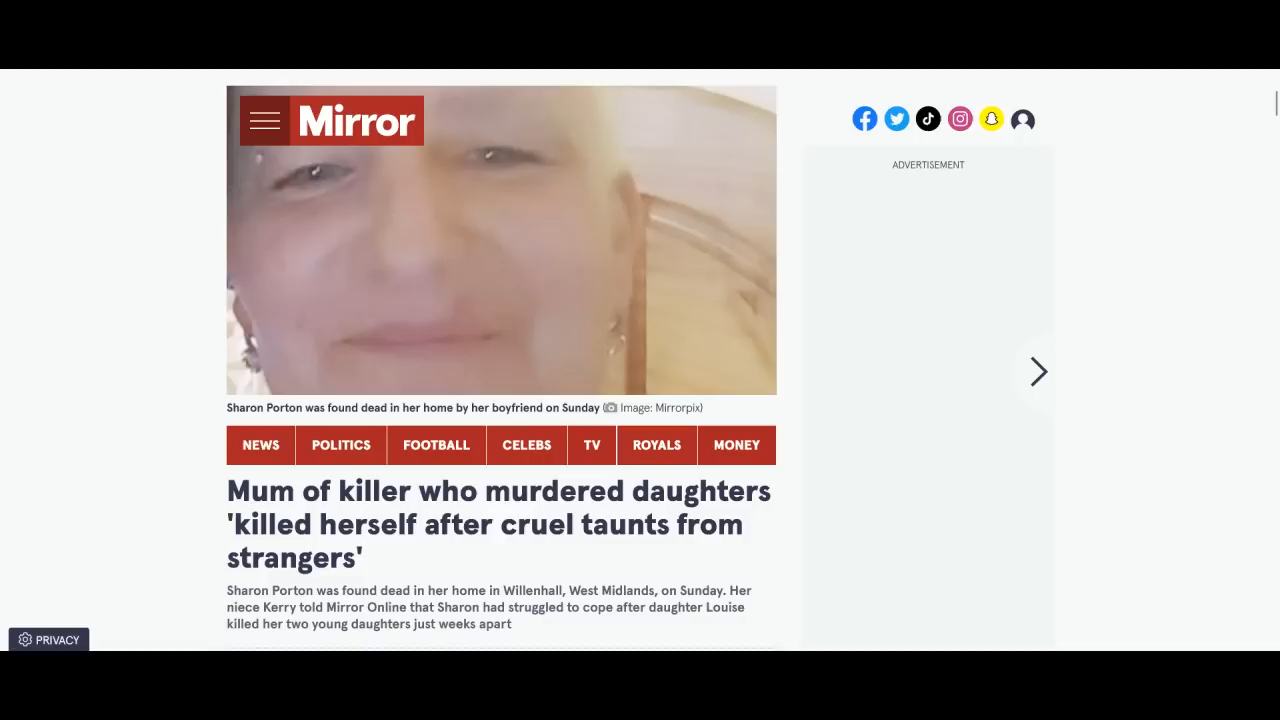 Mirror
ADVERTISEMENT
Sharon Porton was found dead in her home by her boyfriend on Sunday (Image: Mirrorpix)
NEWS POLITICS FOOTBALL CELEBS TV ROYALS MONEY
Mum of killer who murdered daughters
'killed herself after cruel taunts from
strangers'
Sharon Porton was found dead in her home in Willenhall, West Midlands, on Sunday. Her
niece Kerry told Mirror Online that Sharon had struggled to cope after daughter Louise
killed her two young daughters just weeks apart
PRIVACY